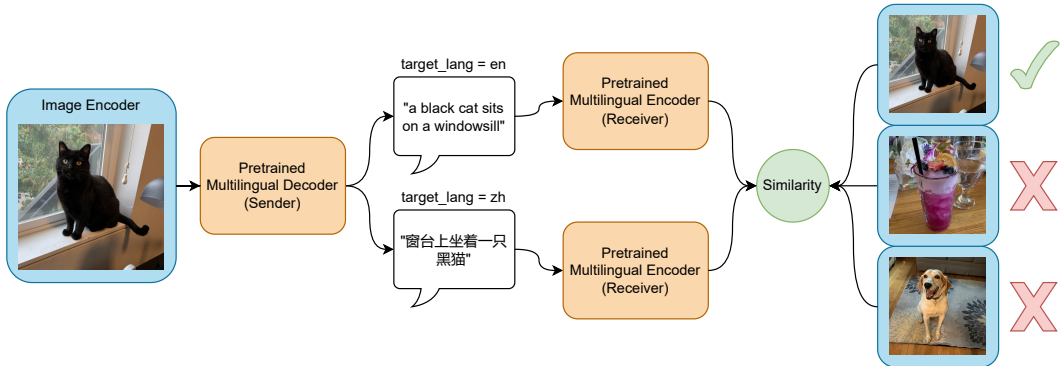 Image Encoder
Pretrained
Multilingual Decoder
(Sender)
target_lang = en
"a black cat sits
on a windowsill"
Pretrained
Multilingual Encoder
(Receiver)
target_lang = zh
"窗台上坐着一只
黑猫"
Pretrained
Multilingual Encoder
(Receiver)
Similarity